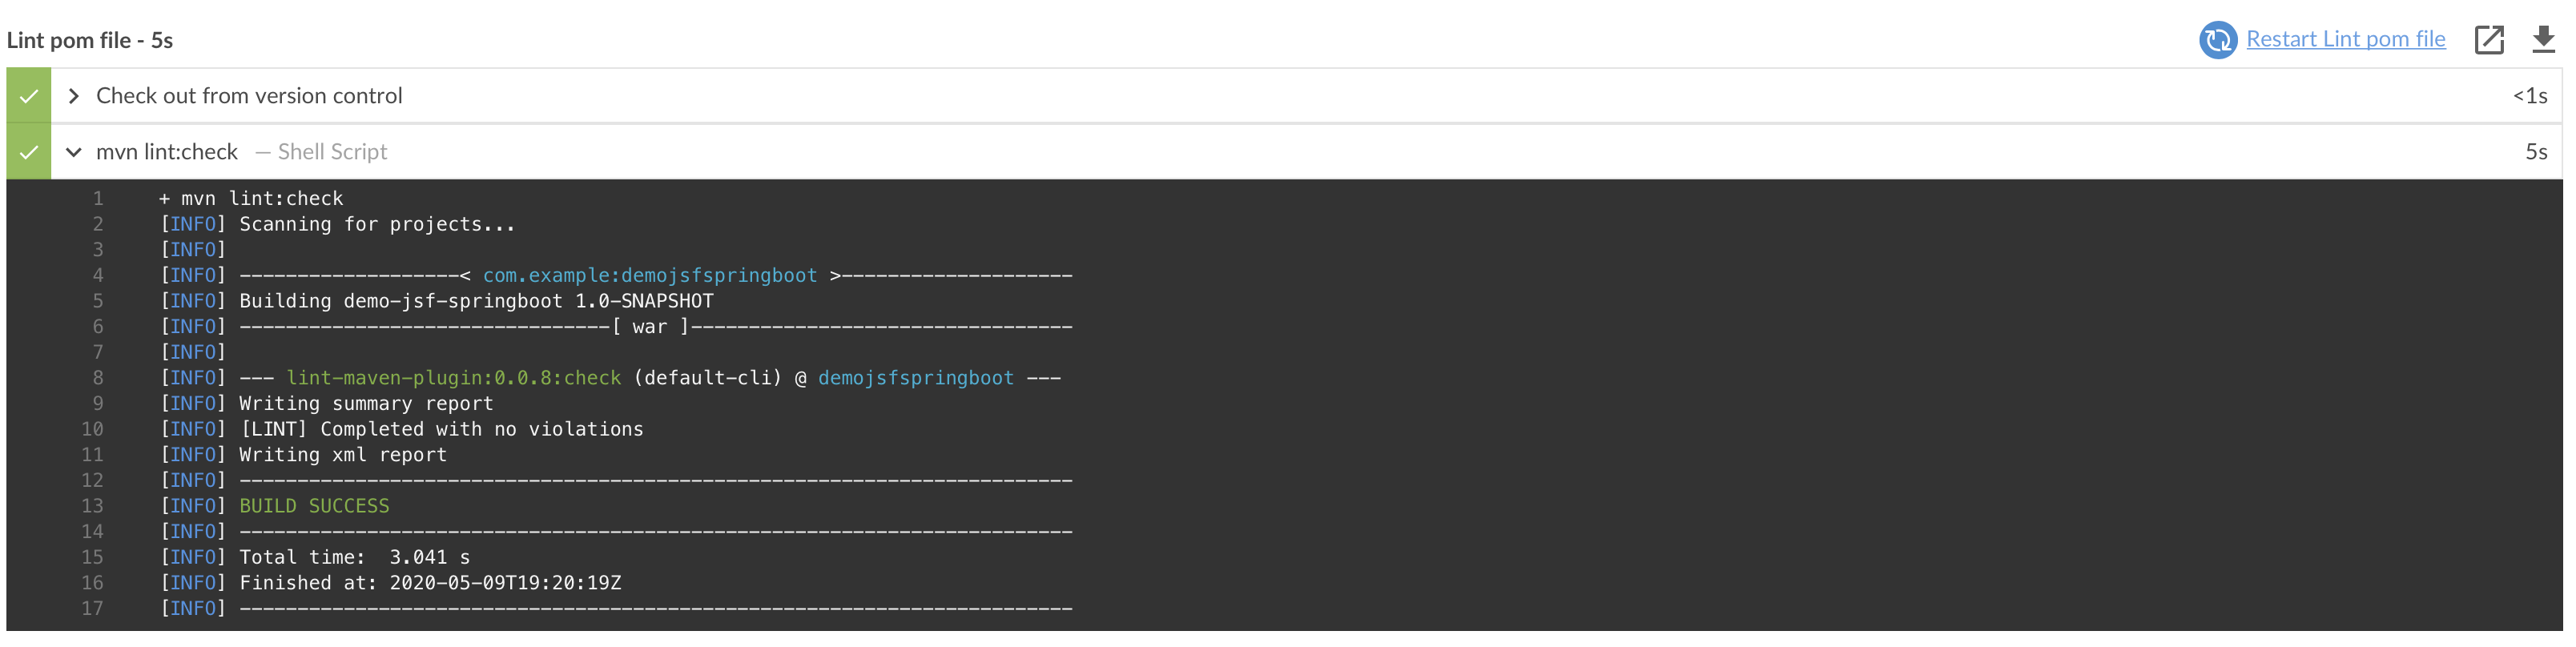 Lint pom file - 5s
Restart Lint pom file
Check out from version control
<1s
mvn lint:check — Shell Script
5s
1 + mvn lint:check
2 [INFO] Scanning for projects...
3 [INFO]
4 [INFO] -------------------< com.example:demojsfspringboot >--------------------
5 [INFO] Building demo-jsf-springboot 1.0-SNAPSHOT
6 [INFO] --------------------------------[ war ]---------------------------------
7 [INFO]
8 [INFO] --- lint-maven-plugin:0.0.8:check (default-cli) @ demojsfspringboot ---
9 [INFO] Writing summary report
10 [INFO] [LINT] Completed with no violations
11 [INFO] Writing xml report
12 [INFO] ------------------------------------------------------------------------
13 [INFO] BUILD SUCCESS
14 [INFO] ------------------------------------------------------------------------
15 [INFO] Total time:  3.041 s
16 [INFO] Finished at: 2020-05-09T19:20:19Z
17 [INFO] ------------------------------------------------------------------------